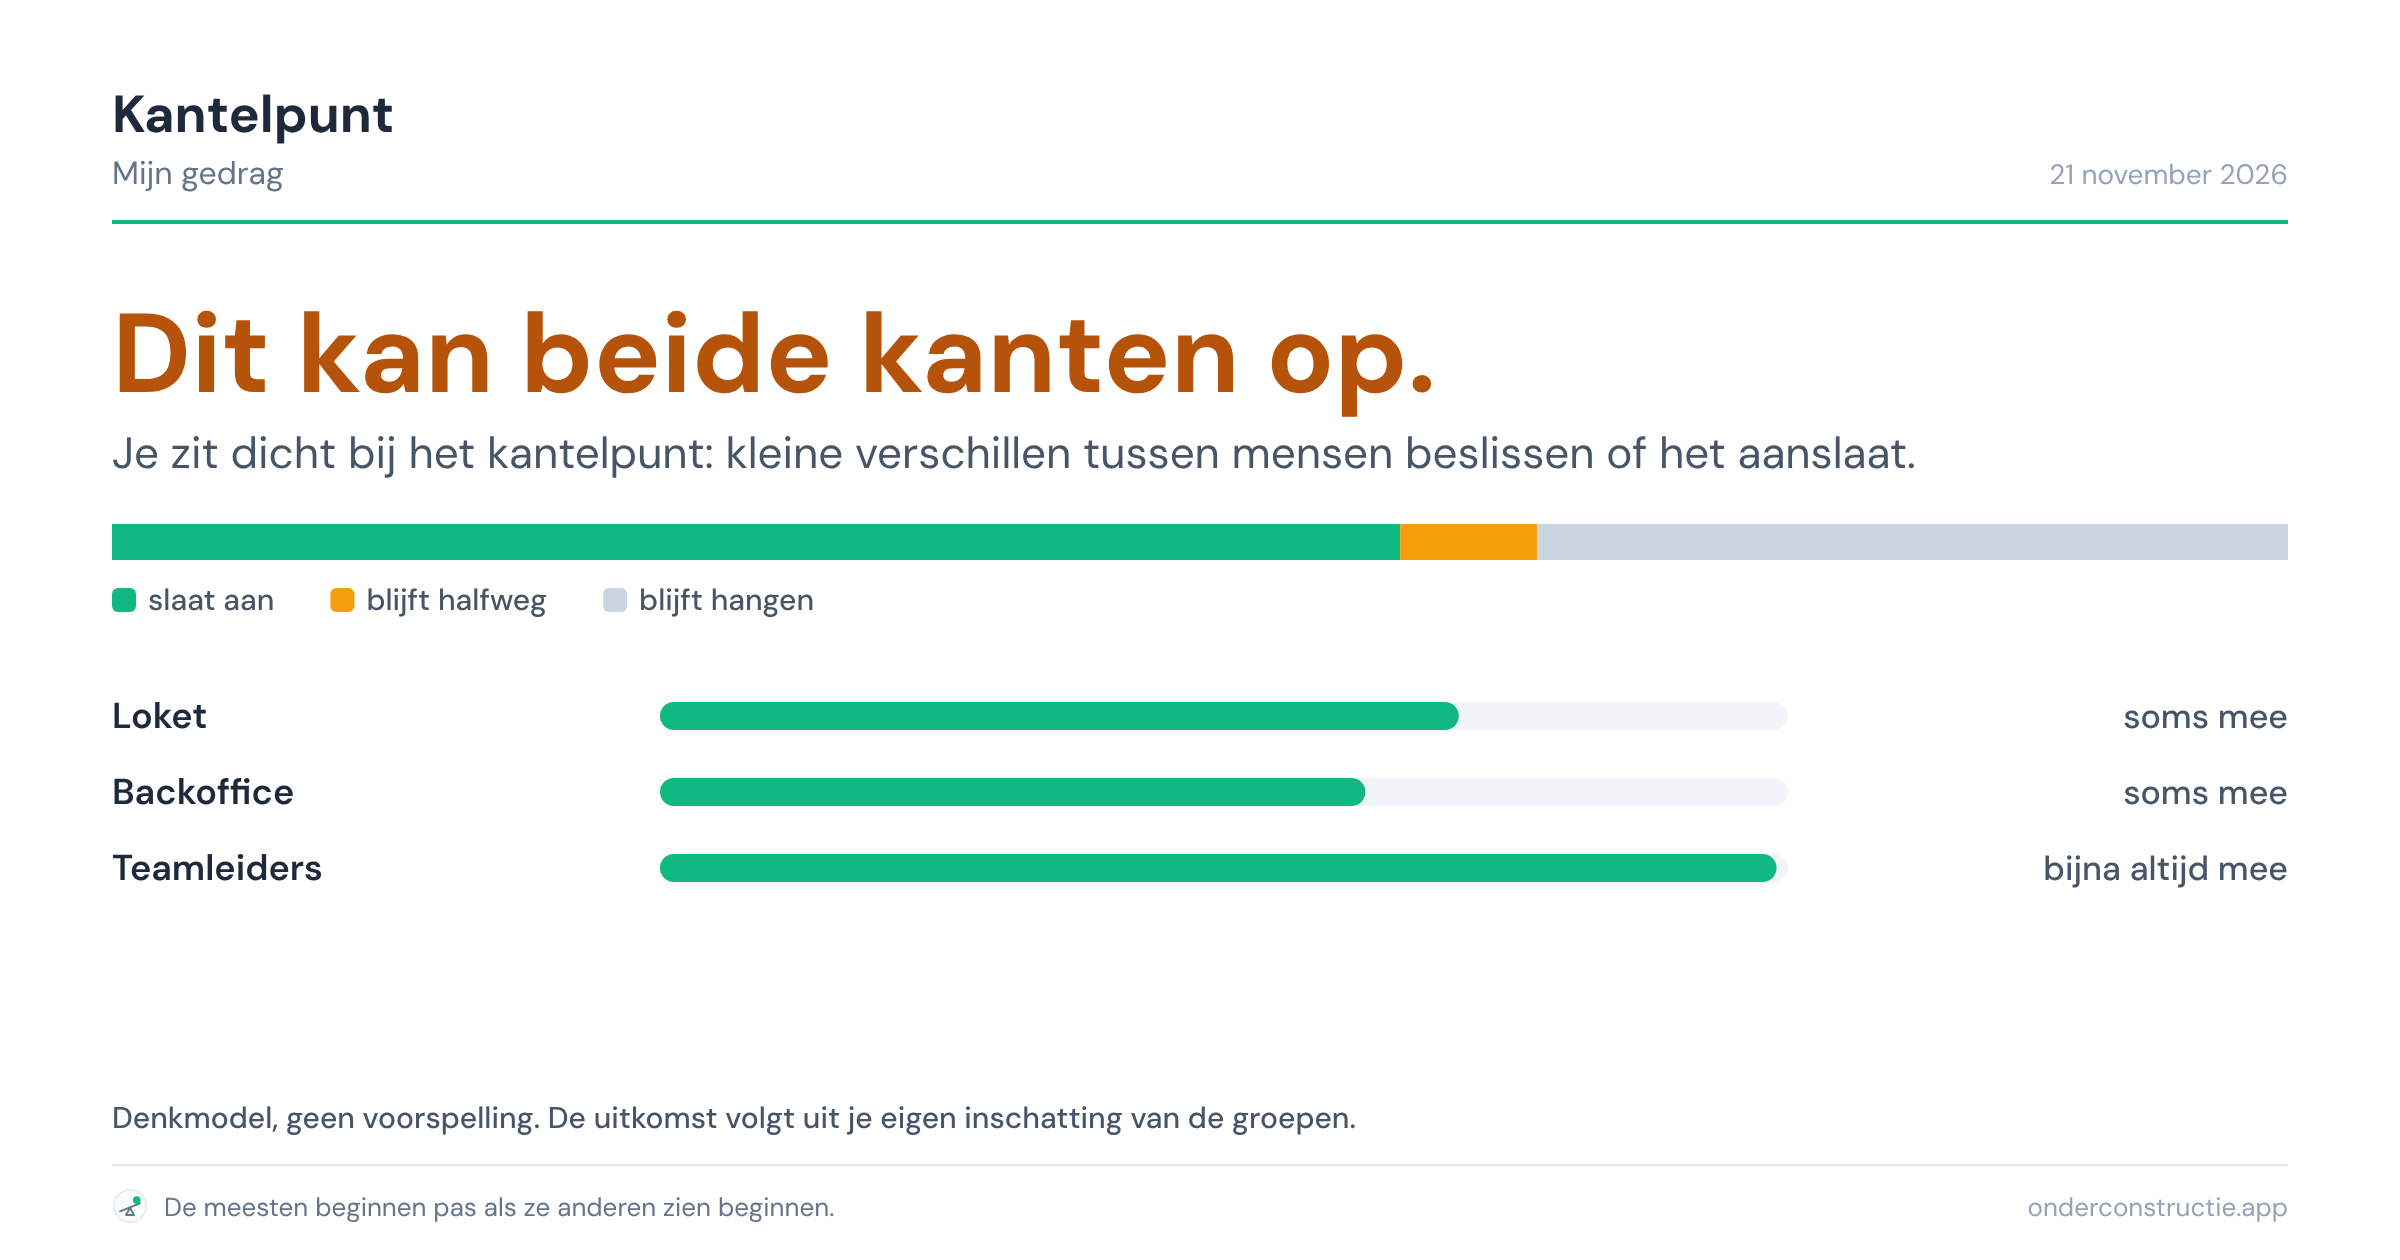 Kantelpunt
Mijn gedrag
21 november 2026
Dit kan beide kanten op.
Je zit dicht bij het kantelpunt: kleine verschillen tussen mensen beslissen of het aanslaat.
slaat aan blijft halfweg blijft hangen
Loket soms mee
Backoffice soms mee
Teamleiders bijna altijd mee
Denkmodel, geen voorspelling. De uitkomst volgt uit je eigen inschatting van de groepen.
De meesten beginnen pas als ze anderen zien beginnen. onderconstructie.app